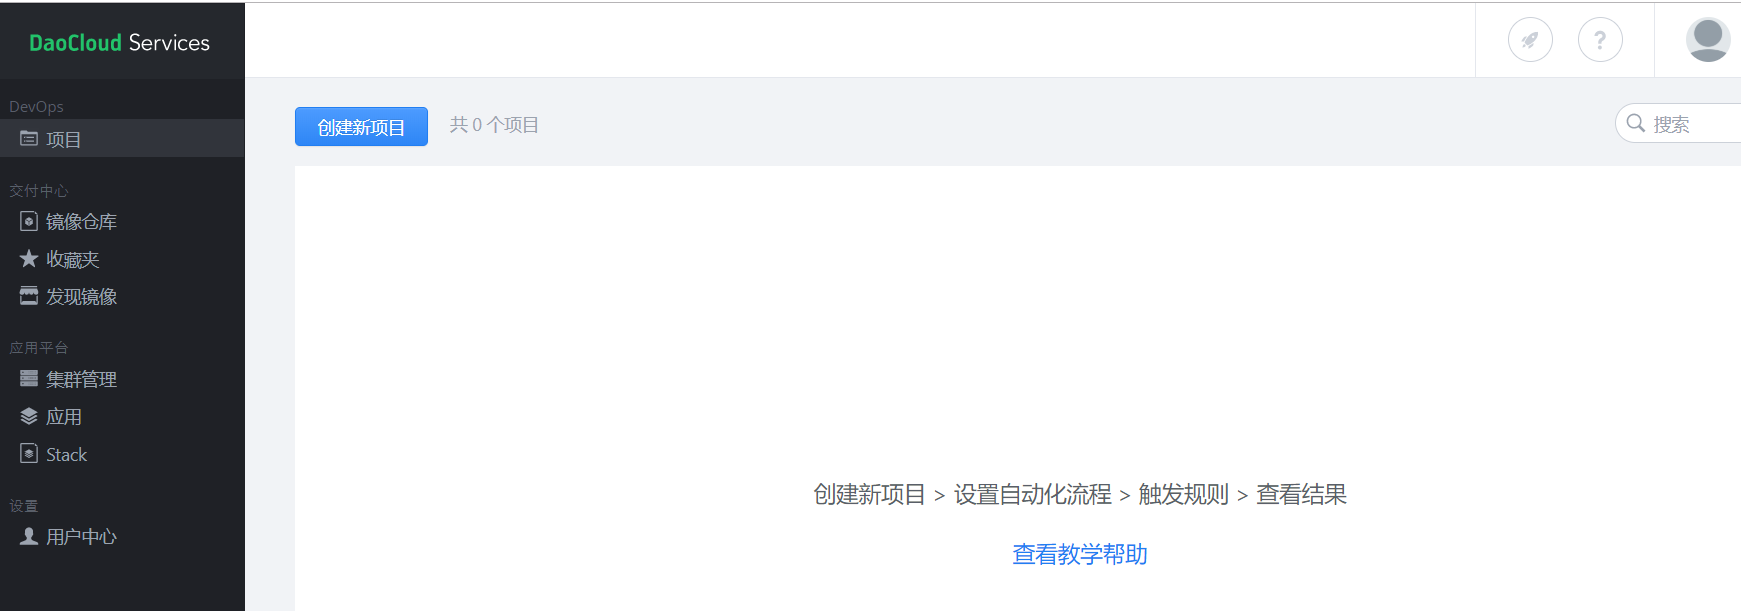 DaoCloud Services
DevOps
项目
交付中心
镜像仓库
收藏夹
发现镜像
应用平台
集群管理
应用
Stack
设置
用户中心
?
创建新项目
共 0 个项目
搜索
创建新项目 > 设置自动化流程 > 触发规则 > 查看结果
查看教学帮助